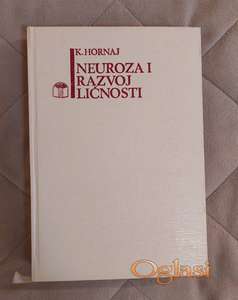 K. HORNAJ
NEUROZA I
RAZVOJ
LIČNOSTI
Oglasi